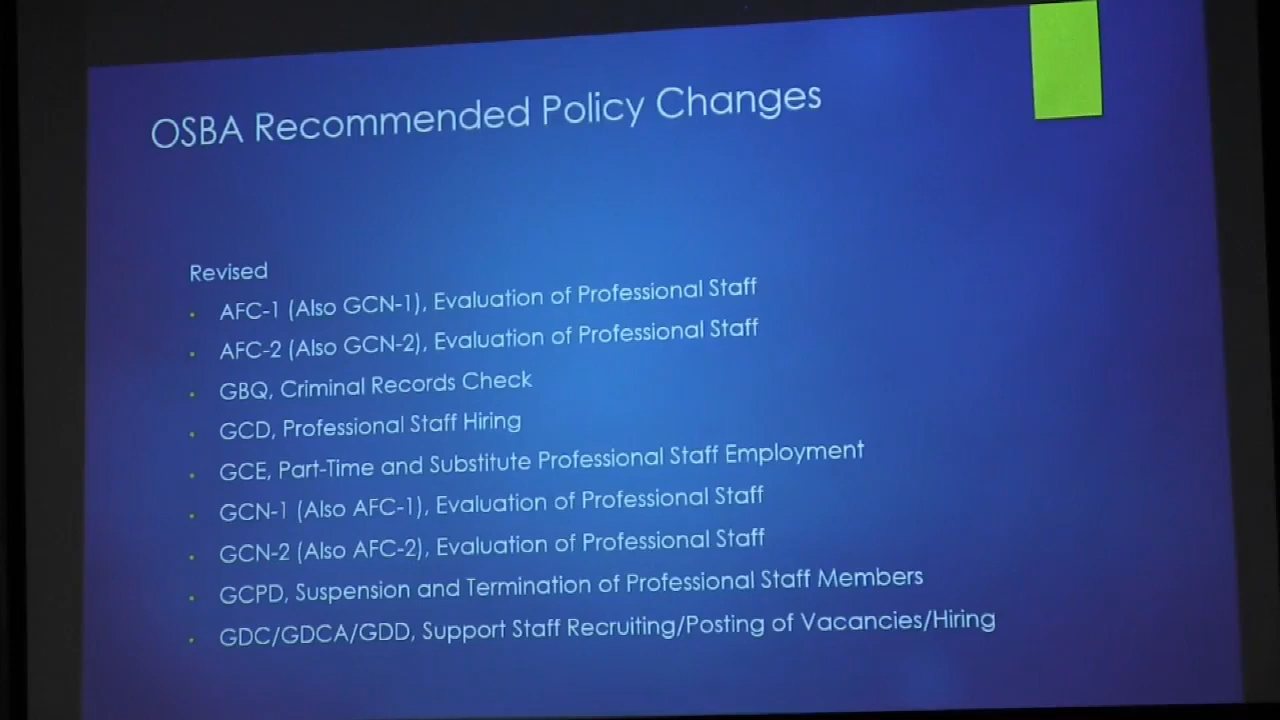 OSBA Recommended Policy Changes
Revised
• AFC-1 (Also GCN-1), Evaluation of Professional Staff
• AFC-2 (Also GCN-2), Evaluation of Professional Staff
• GBQ, Criminal Records Check
• GCD, Professional Staff Hiring
• GCE, Part-Time and Substitute Professional Staff Employment
• GCN-1 (Also AFC-1), Evaluation of Professional Staff
• GCN-2 (Also AFC-2), Evaluation of Professional Staff
• GCPD, Suspension and Termination of Professional Staff Members
• GDC/GDCA/GDD, Support Staff Recruiting/Posting of Vacancies/Hiring